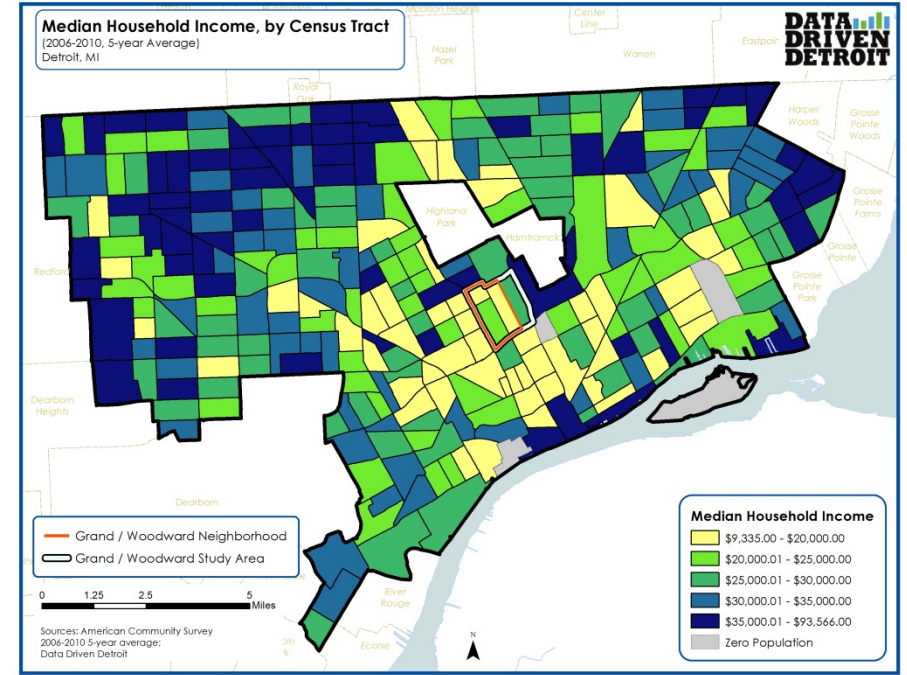 Median Household Income, by Census Tract
(2006-2010, 5-year Average)
Detroit, MI
DATA
DRIVEN
DETROIT
Madison Heights
Center
Line
Hazel
Park
Warren
Eastpoir
Royal
Oak
Harper
Woods
Grosse
Pointe
Woods
Highland
Park
Hamtramck
Grosse
Pointe
Farms
Redford
Grosse
Pointe
Grosse
Pointe
Park
Dearborn
Heights
Dearborn
River
Rouge
Ecorse
Grand / Woodward Neighborhood
Grand / Woodward Study Area
0 1.25 2.5 5
Miles
Sources: American Community Survey
2006-2010 5-year average;
Data Driven Detroit
N
Median Household Income
$9,335.00 - $20,000.00
$20,000.01 - $25,000.00
$25,000.01 - $30,000.00
$30,000.01 - $35,000.00
$35,000.01 - $93,566.00
Zero Population